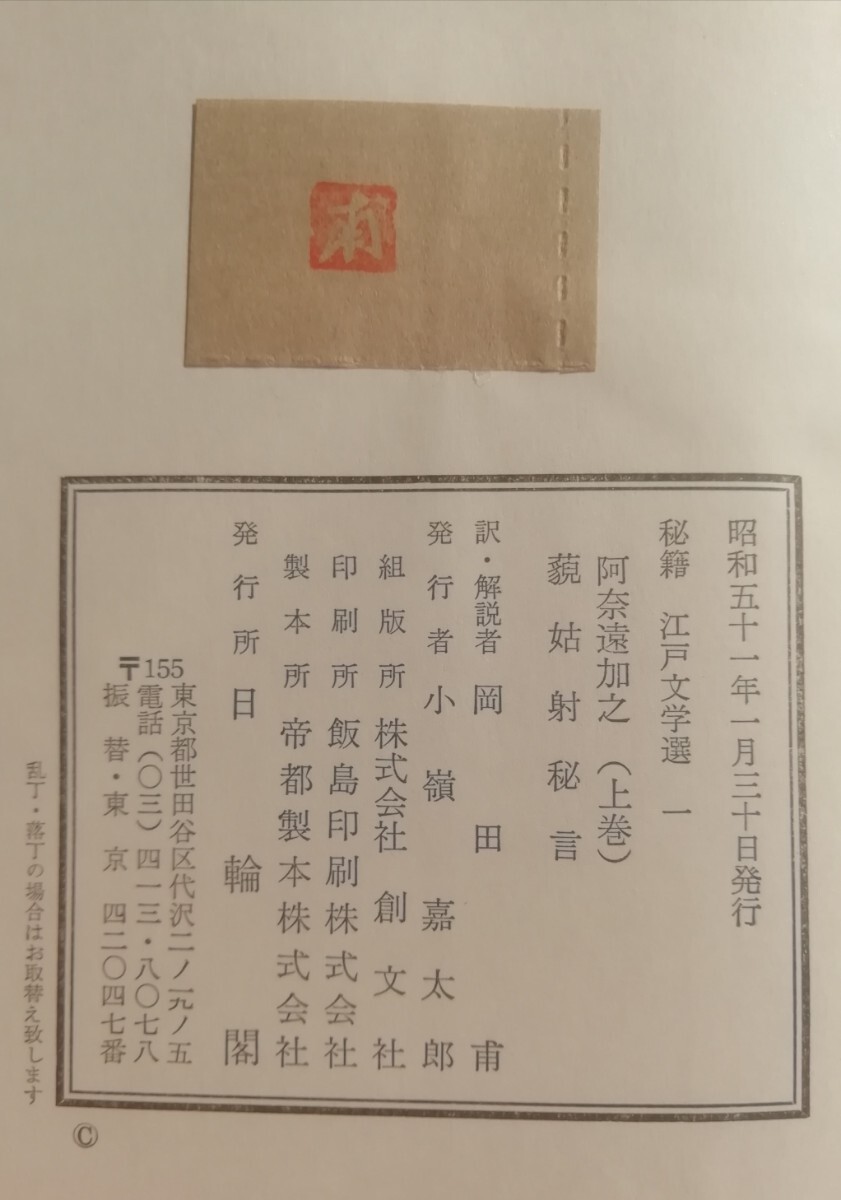 甫
昭和五十一年一月三十日発行
秘籍 江戸文学選 一
阿奈遠加之(上巻)
藐姑射秘言
訳・解説者 岡田甫
発行者 小嶺嘉太郎
組版所 株式会社 創文社
印刷所 飯島印刷株式会社
製本所 帝都製本株式会社
発行所 日輪閣
〒155 東京都世田谷区代沢二ノ一九ノ五
電話(〇三)四一三・八〇七八
振替・東京 四二〇四七番
乱丁・落丁の場合はお取替え致します
©